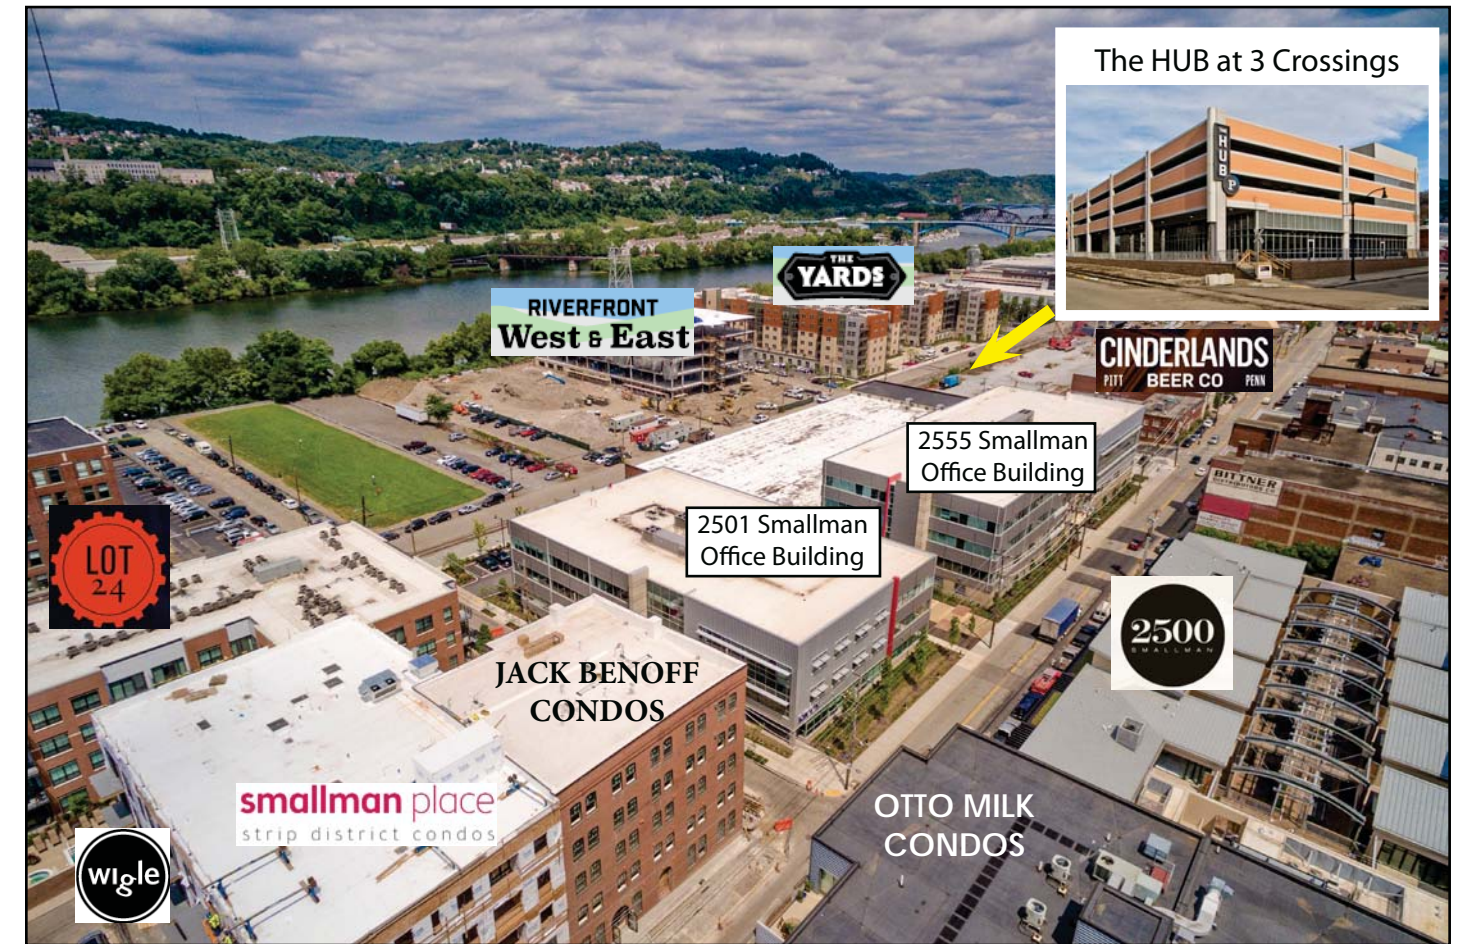 The HUB at 3 Crossings
THE
HUB
P
THE
YARDS
RIVERFRONT
West & East
CINDERLANDS
PITT BEER CO PENN
2555 Smallman
Office Building
BITTNER
2501 Smallman
Office Building
LOT
24
2500
SMALLMAN
JACK BENOFF
CONDOS
smallman place
strip district condos
OTTO MILK
CONDOS
wigle